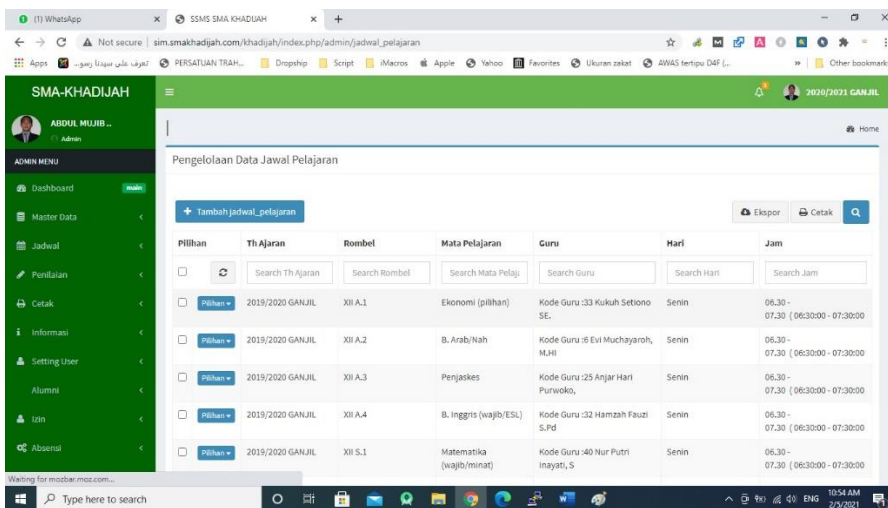 (1) WhatsApp
SSMS SMA KHADIJAH
Not secure | sim.smakhadijah.com/khadijah/index.php/admin/jadwal_pelajaran
Apps تعرف على سيدنا رسو... PERSATUAN TRAH... Dropship Script iMacros Apple Yahoo Favorites Ukuran zakat AWAS tertipu D4F (... Other bookmark
SMA-KHADIJAH
2020/2021 GANJIL
ABDUL MUJIB ..
Admin
Home
ADMIN MENU
Dashboard main
Master Data
Jadwal
Penilaian
Cetak
Informasi
Setting User
Alumni
Izin
Absensi
Pengelolaan Data Jawal Pelajaran
+ Tambah jadwal_pelajaran
Ekspor Cetak
Pilihan Th Ajaran Rombel Mata Pelajaran Guru Hari Jam
Search Th Ajaran Search Rombel Search Mata Pelaja Search Guru Search Hari Search Jam
Pilihan 2019/2020 GANJIL XII A.1 Ekonomi (pilihan) Kode Guru :33 Kukuh Setiono Senin 06.30 -
SE. 07.30 ( 06:30:00 - 07:30:00
Pilihan 2019/2020 GANJIL XII A.2 B. Arab/Nah Kode Guru :6 Evi Muchayaroh, Senin 06.30 -
M.HI 07.30 ( 06:30:00 - 07:30:00
Pilihan 2019/2020 GANJIL XII A.3 Penjaskes Kode Guru :25 Anjar Hari Senin 06.30 -
Purwoko, 07.30 ( 06:30:00 - 07:30:00
Pilihan 2019/2020 GANJIL XII A.4 B. Inggris (wajib/ESL) Kode Guru :32 Hamzah Fauzi Senin 06.30 -
S.Pd 07.30 ( 06:30:00 - 07:30:00
Pilihan 2019/2020 GANJIL XII S.1 Matematika Kode Guru :40 Nur Putri Senin 06.30 -
(wajib/minat) Inayati, S 07.30 ( 06:30:00 - 07:30:00
Waiting for mozbar.moz.com...
Type here to search
ENG
10:54 AM
2/5/2021